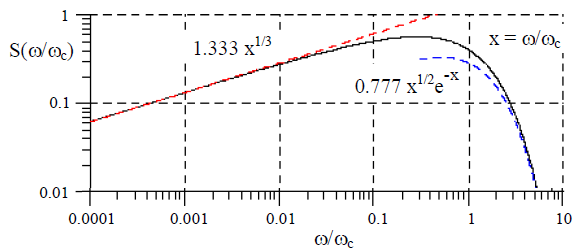 1
S(ω/ωc)
1.333 x^1/3
x = ω/ωc
0.777 x^1/2e^-x
0.1
0.01
0.0001 0.001 0.01 0.1 1 10
ω/ωc